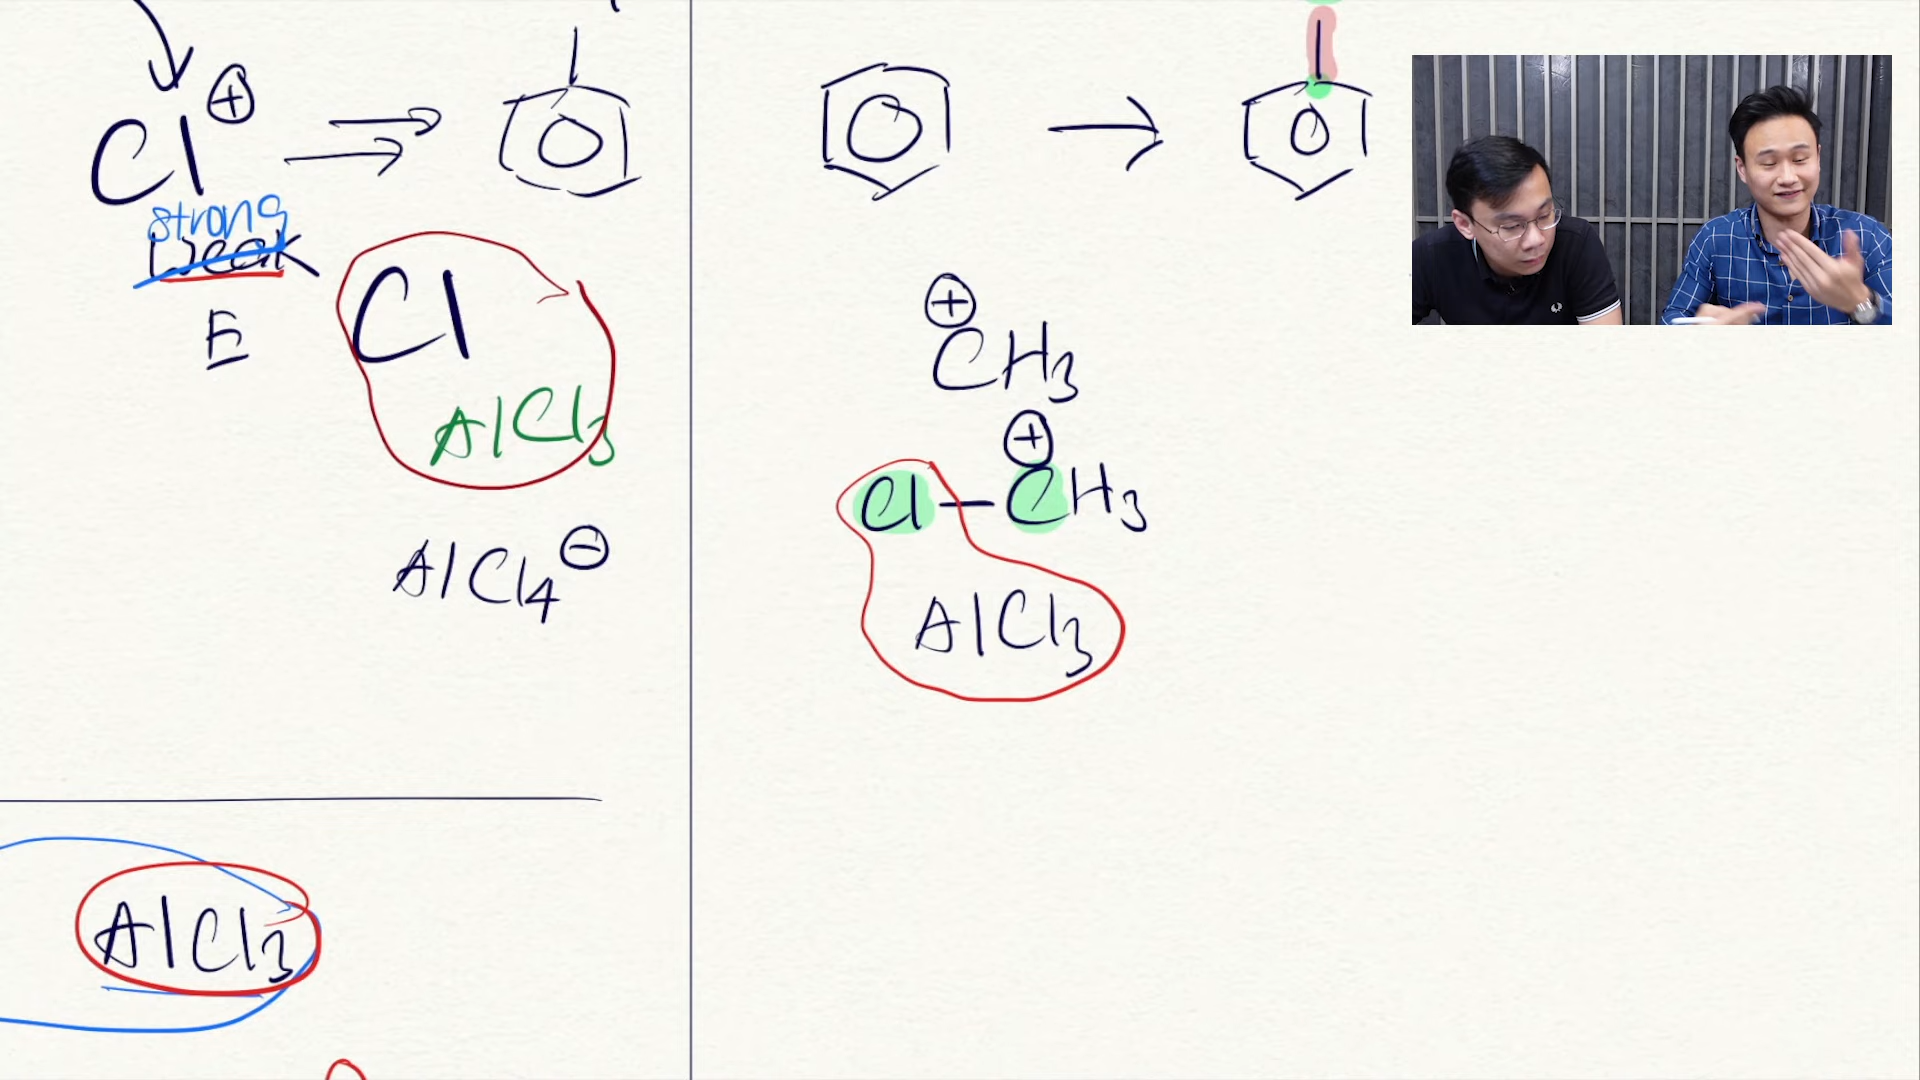 Cl⊕
strong
weak
E
Cl
AlCl3
AlCl4⊖
AlCl3
⊕
CH3
⊕
Cl–CH3
AlCl3